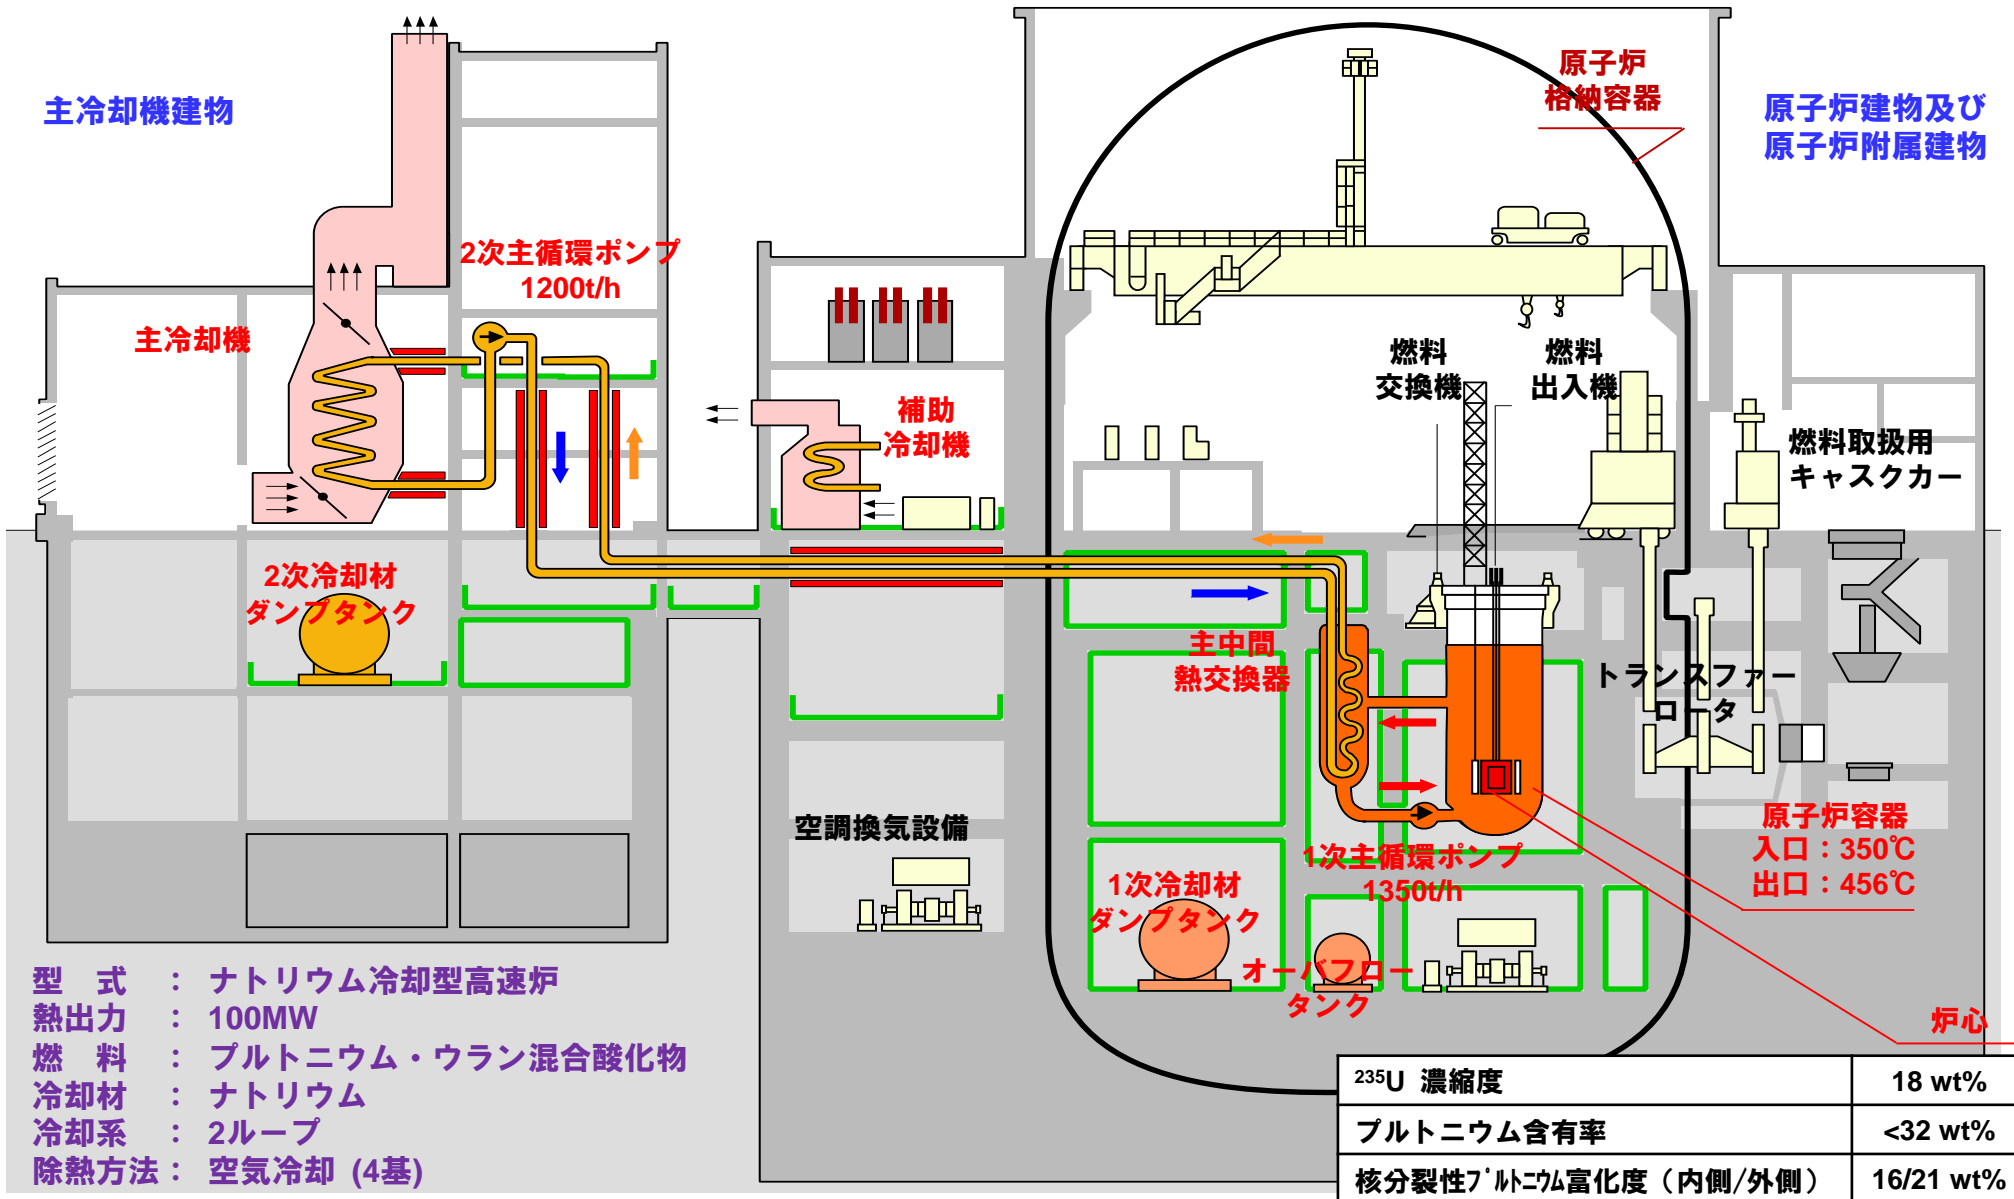 主冷却機建物
原子炉
格納容器
原子炉建物及び
原子炉附属建物
2次主循環ポンプ
1200t/h
主冷却機
補助
冷却機
燃料
交換機
燃料
出入機
燃料取扱用
キャスクカー
2次冷却材
ダンプタンク
主中間
熱交換器
トランスファー
ロータ
空調換気設備
1次主循環ポンプ
1350t/h
原子炉容器
入口：350℃
出口：456℃
1次冷却材
ダンプタンク
オーバフロー
タンク
炉心
型　式　：　ナトリウム冷却型高速炉
熱出力　：　100MW
燃　料　：　プルトニウム・ウラン混合酸化物
冷却材　：　ナトリウム
冷却系　：　2ループ
除熱方法：　空気冷却 (4基)
²³⁵U 濃縮度　18 wt%
プルトニウム含有率　<32 wt%
核分裂性ﾌﾟﾙﾄﾆｳﾑ富化度（内側/外側）　16/21 wt%